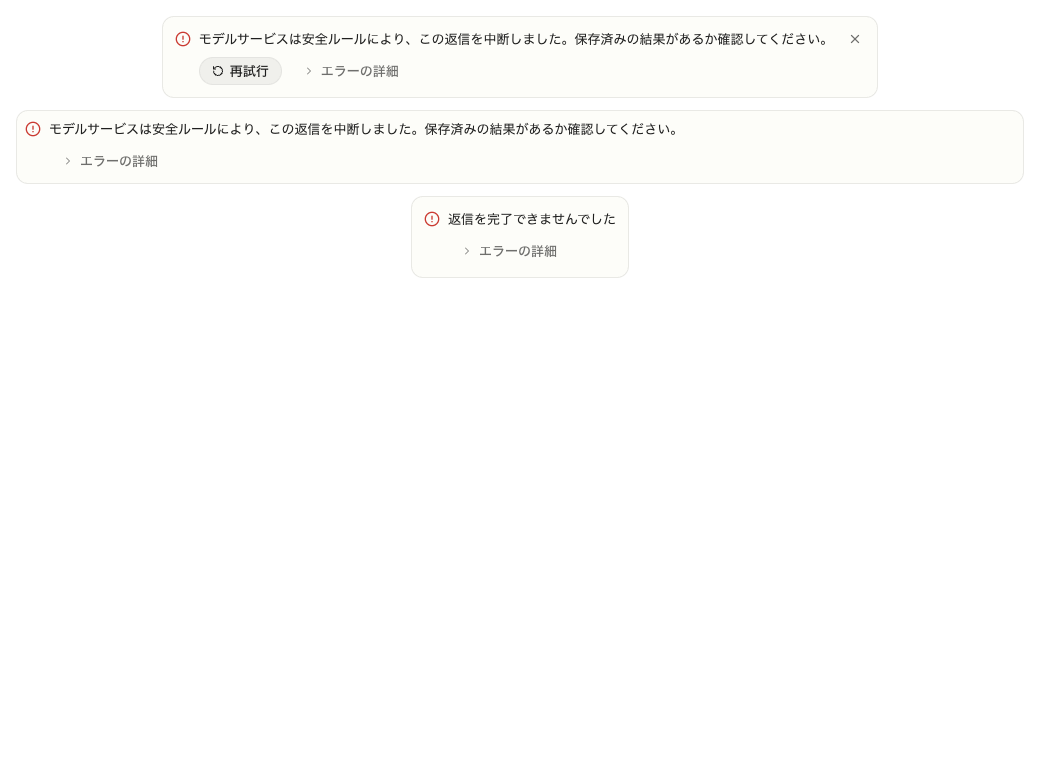 モデルサービスは安全ルールにより、この返信を中断しました。保存済みの結果があるか確認してください。
再試行 エラーの詳細
モデルサービスは安全ルールにより、この返信を中断しました。保存済みの結果があるか確認してください。
エラーの詳細
返信を完了できませんでした
エラーの詳細